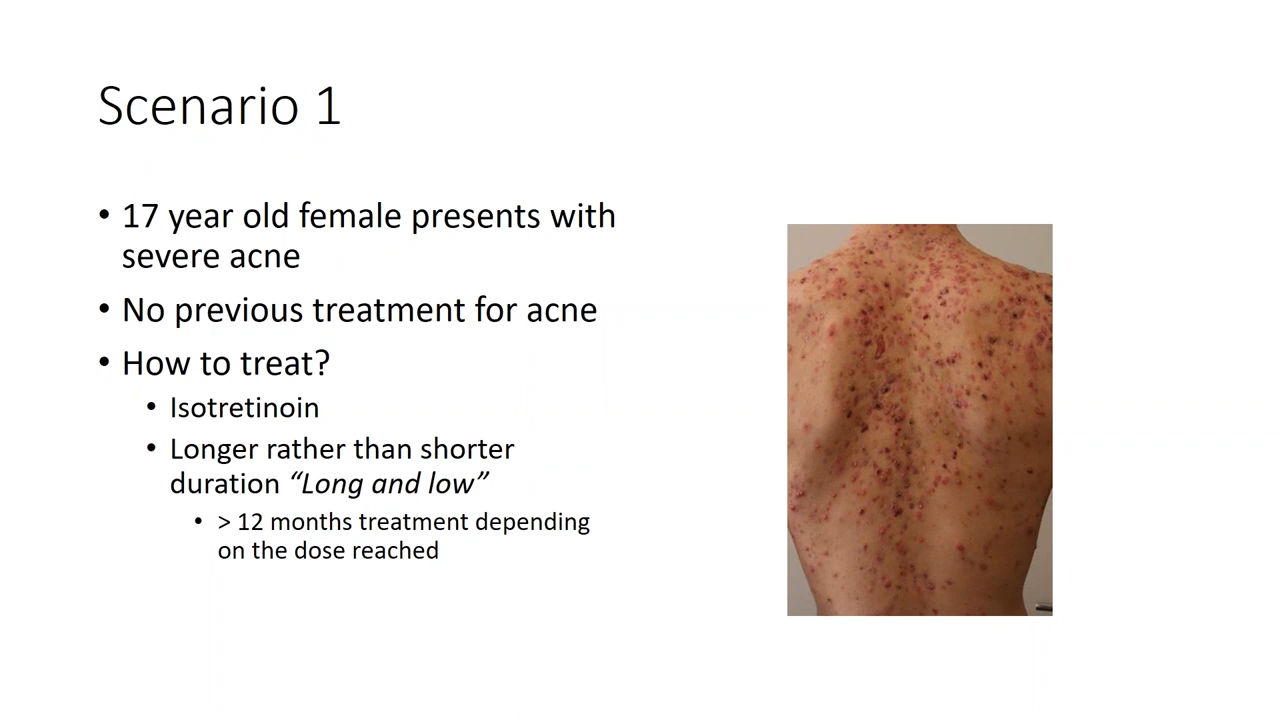 Scenario 1
• 17 year old female presents with
severe acne
• No previous treatment for acne
• How to treat?
• Isotretinoin
• Longer rather than shorter
duration “Long and low”
• > 12 months treatment depending
on the dose reached